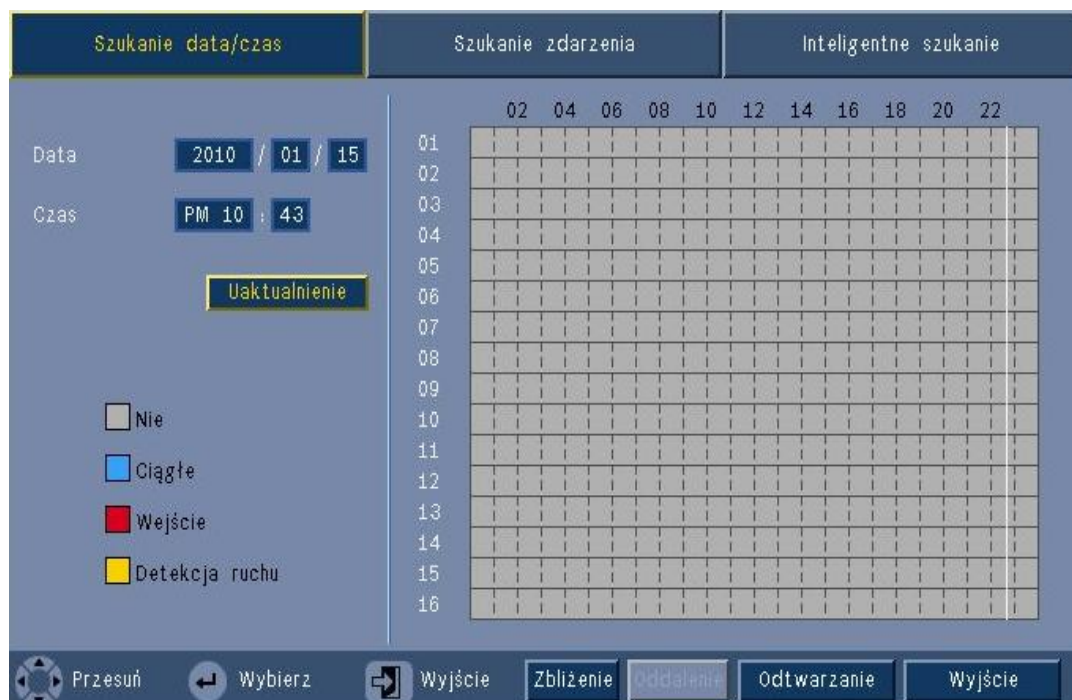 Szukanie data/czas
Szukanie zdarzenia
Inteligentne szukanie
Data 2010 / 01 / 15
Czas PM 10 : 43
Uaktualnienie
Nie
Ciągłe
Wejście
Detekcja ruchu
02 04 06 08 10 12 14 16 18 20 22
01
02
03
04
05
06
07
08
09
10
11
12
13
14
15
16
Przesuń Wybierz Wyjście Zbliżenie Oddalenie Odtwarzanie Wyjście